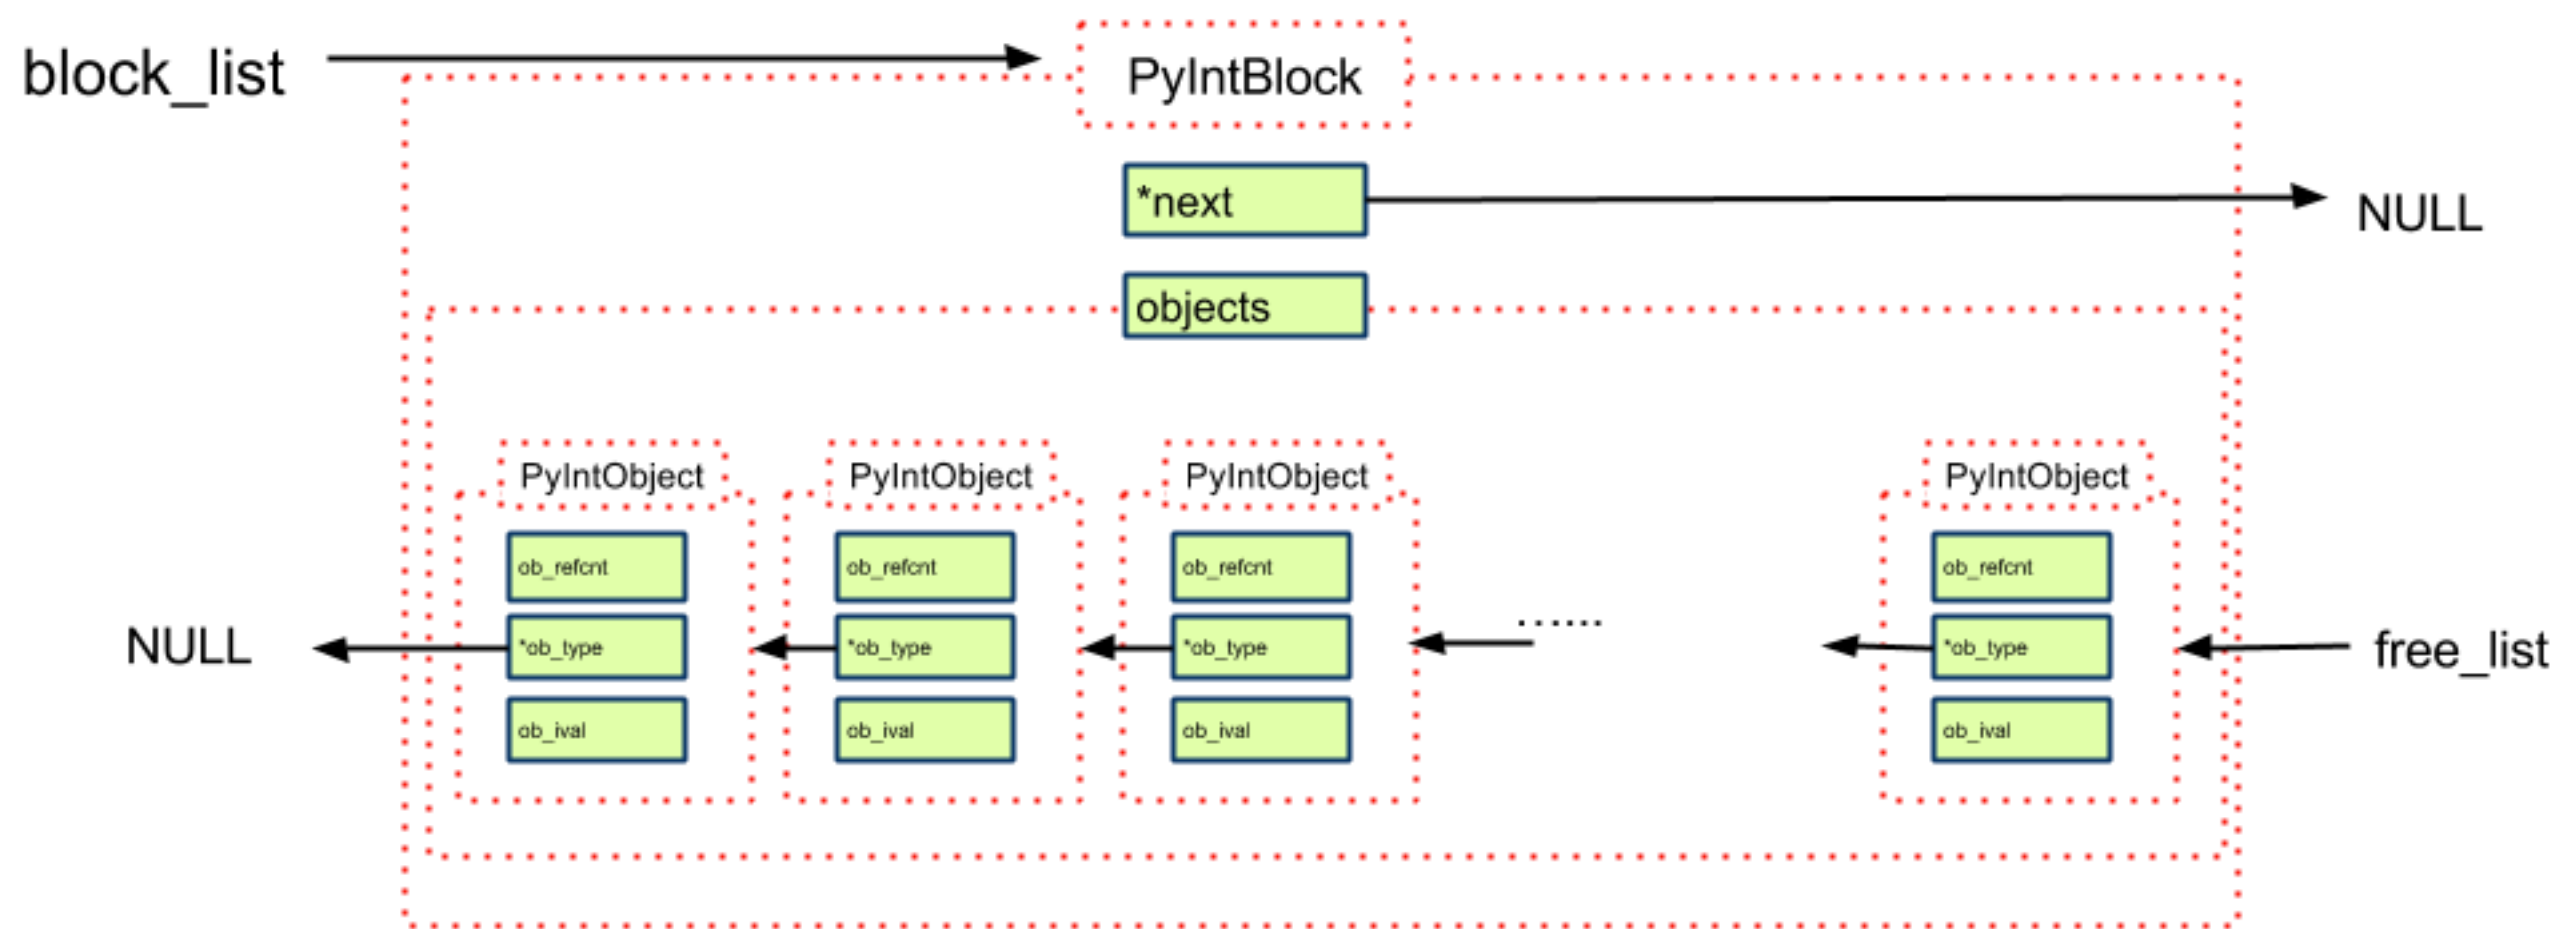 block_list
PyIntBlock
*next
NULL
objects
PyIntObject
PyIntObject
PyIntObject
PyIntObject
ob_refcnt
ob_refcnt
ob_refcnt
ob_refcnt
......
NULL
*ob_type
*ob_type
*ob_type
*ob_type
free_list
ob_ival
ob_ival
ob_ival
ob_ival